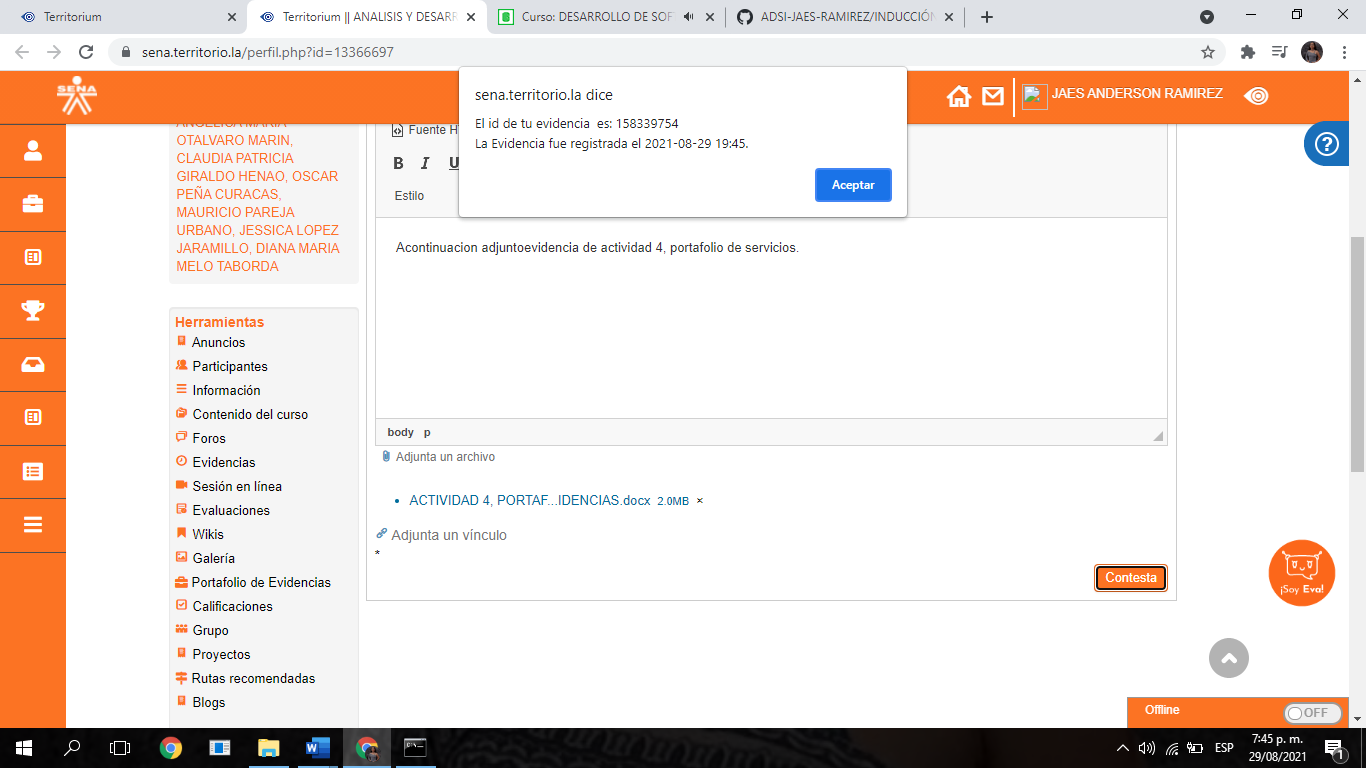 Territorium
Territorium || ANALISIS Y DESARR
Curso: DESARROLLO DE SOF
ADSI-JAES-RAMIREZ/INDUCCIÓN
sena.territorio.la/perfil.php?id=13366697
SENA
JAES ANDERSON RAMIREZ
sena.territorio.la dice
El id de tu evidencia es: 158339754
La Evidencia fue registrada el 2021-08-29 19:45.
Aceptar
ANGELICA MARIA
OTALVARO MARIN,
CLAUDIA PATRICIA
GIRALDO HENAO, OSCAR
PEÑA CURACAS,
MAURICIO PAREJA
URBANO, JESSICA LOPEZ
JARAMILLO, DIANA MARIA
MELO TABORDA
Herramientas
Anuncios
Participantes
Información
Contenido del curso
Foros
Evidencias
Sesión en línea
Evaluaciones
Wikis
Galería
Portafolio de Evidencias
Calificaciones
Grupo
Proyectos
Rutas recomendadas
Blogs
Fuente H
B I U
Estilo
Acontinuacion adjuntoevidencia de actividad 4, portafolio de servicios.
body p
Adjunta un archivo
• ACTIVIDAD 4, PORTAF...IDENCIAS.docx 2.0MB ×
Adjunta un vínculo
*
Contesta
¡Soy Eva!
Offline
OFF
ESP
7:45 p. m.
29/08/2021
1